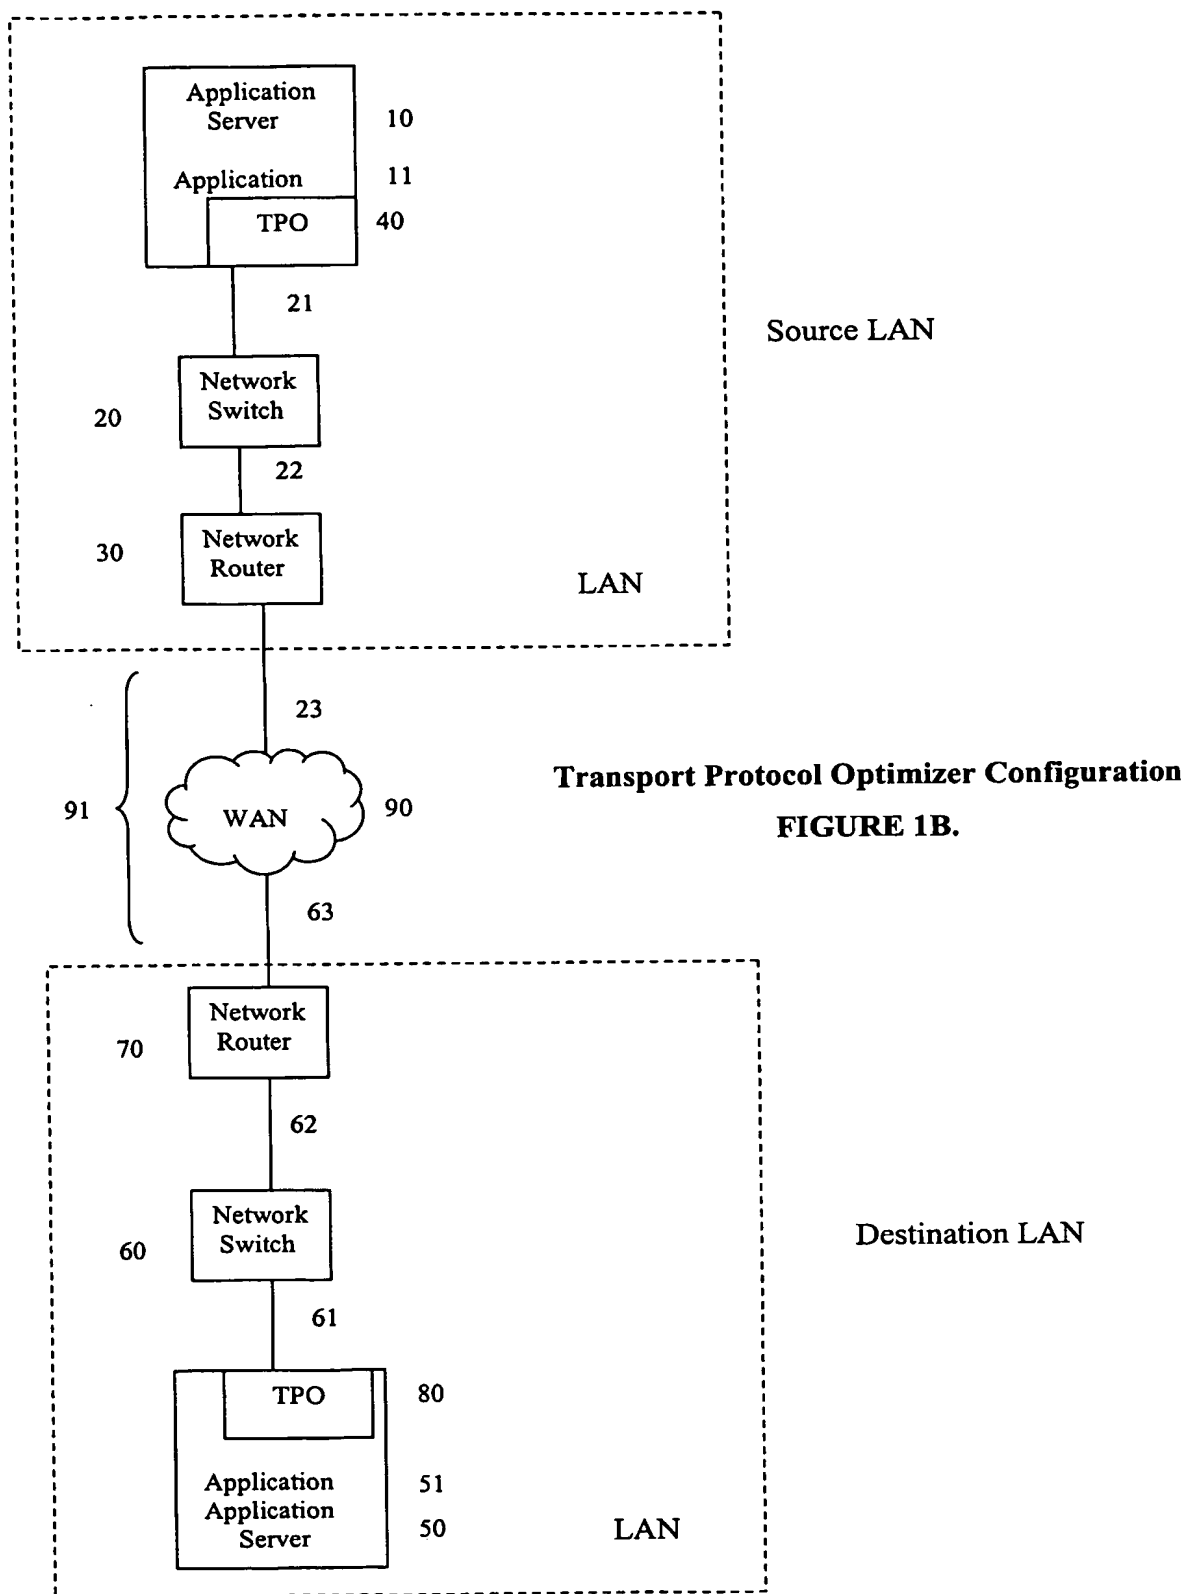 Application
Server
10
Application
11
TPO
40
21
Source LAN
Network
Switch
20
22
Network
Router
30
LAN
23
Transport Protocol Optimizer Configuration
91
WAN
90
FIGURE 1B.
63
Network
Router
70
62
Network
Switch
60
Destination LAN
61
TPO
80
Application
51
Application
Server
50
LAN